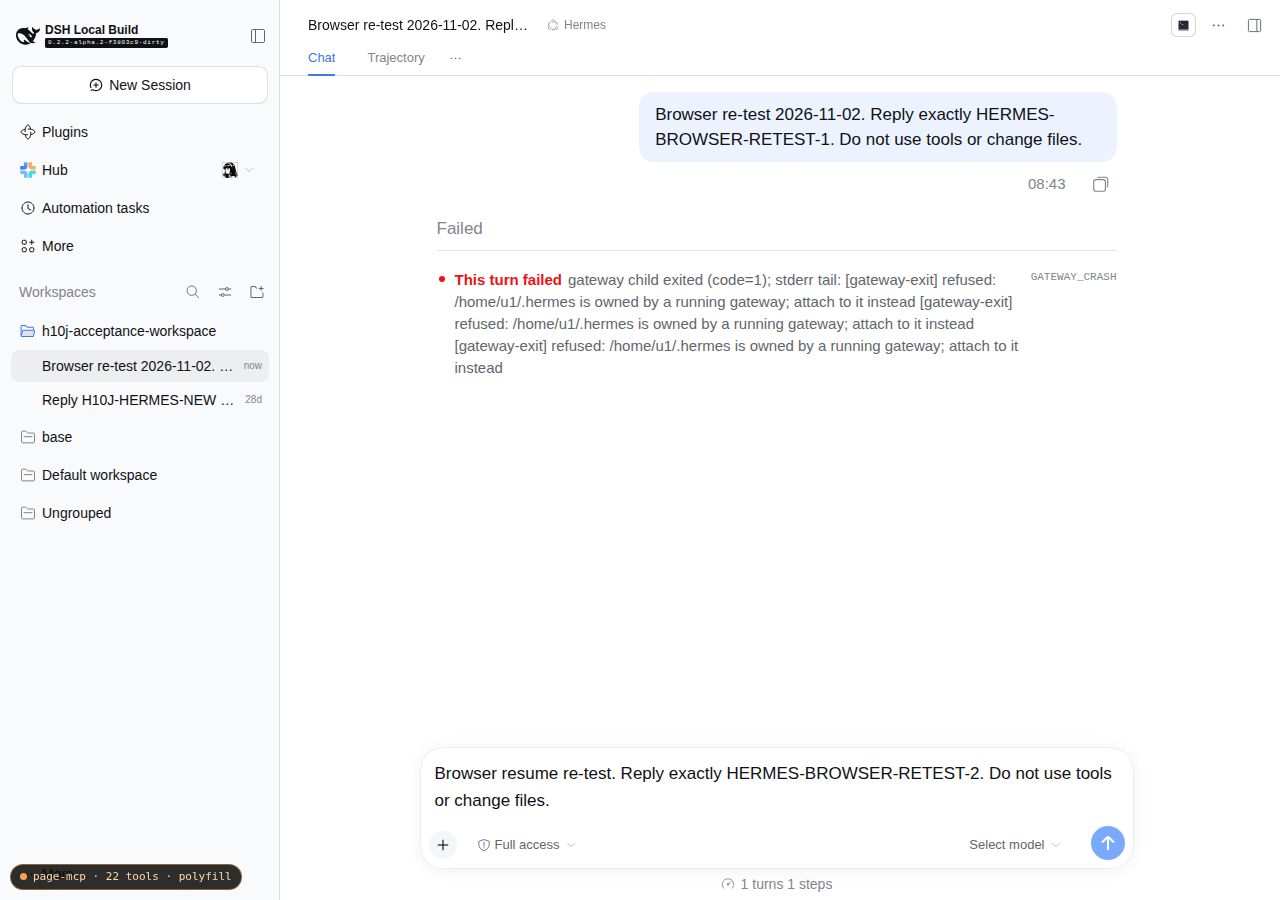 DSH Local Build
0.2.2-alpha.2-f3803c9-dirty
New Session
Plugins
Hub
Automation tasks
More
Workspaces
h10j-acceptance-workspace
Browser re-test 2026-11-02. … now
Reply H10J-HERMES-NEW … 28d
base
Default workspace
Ungrouped
page-mcp · 22 tools · polyfill
Browser re-test 2026-11-02. Repl… Hermes
Chat Trajectory ···
Browser re-test 2026-11-02. Reply exactly HERMES-
BROWSER-RETEST-1. Do not use tools or change files.
08:43
Failed
This turn failed gateway child exited (code=1); stderr tail: [gateway-exit] refused: GATEWAY_CRASH
/home/u1/.hermes is owned by a running gateway; attach to it instead [gateway-exit]
refused: /home/u1/.hermes is owned by a running gateway; attach to it instead
[gateway-exit] refused: /home/u1/.hermes is owned by a running gateway; attach to it
instead
Browser resume re-test. Reply exactly HERMES-BROWSER-RETEST-2. Do not use tools
or change files.
Full access Select model
1 turns 1 steps